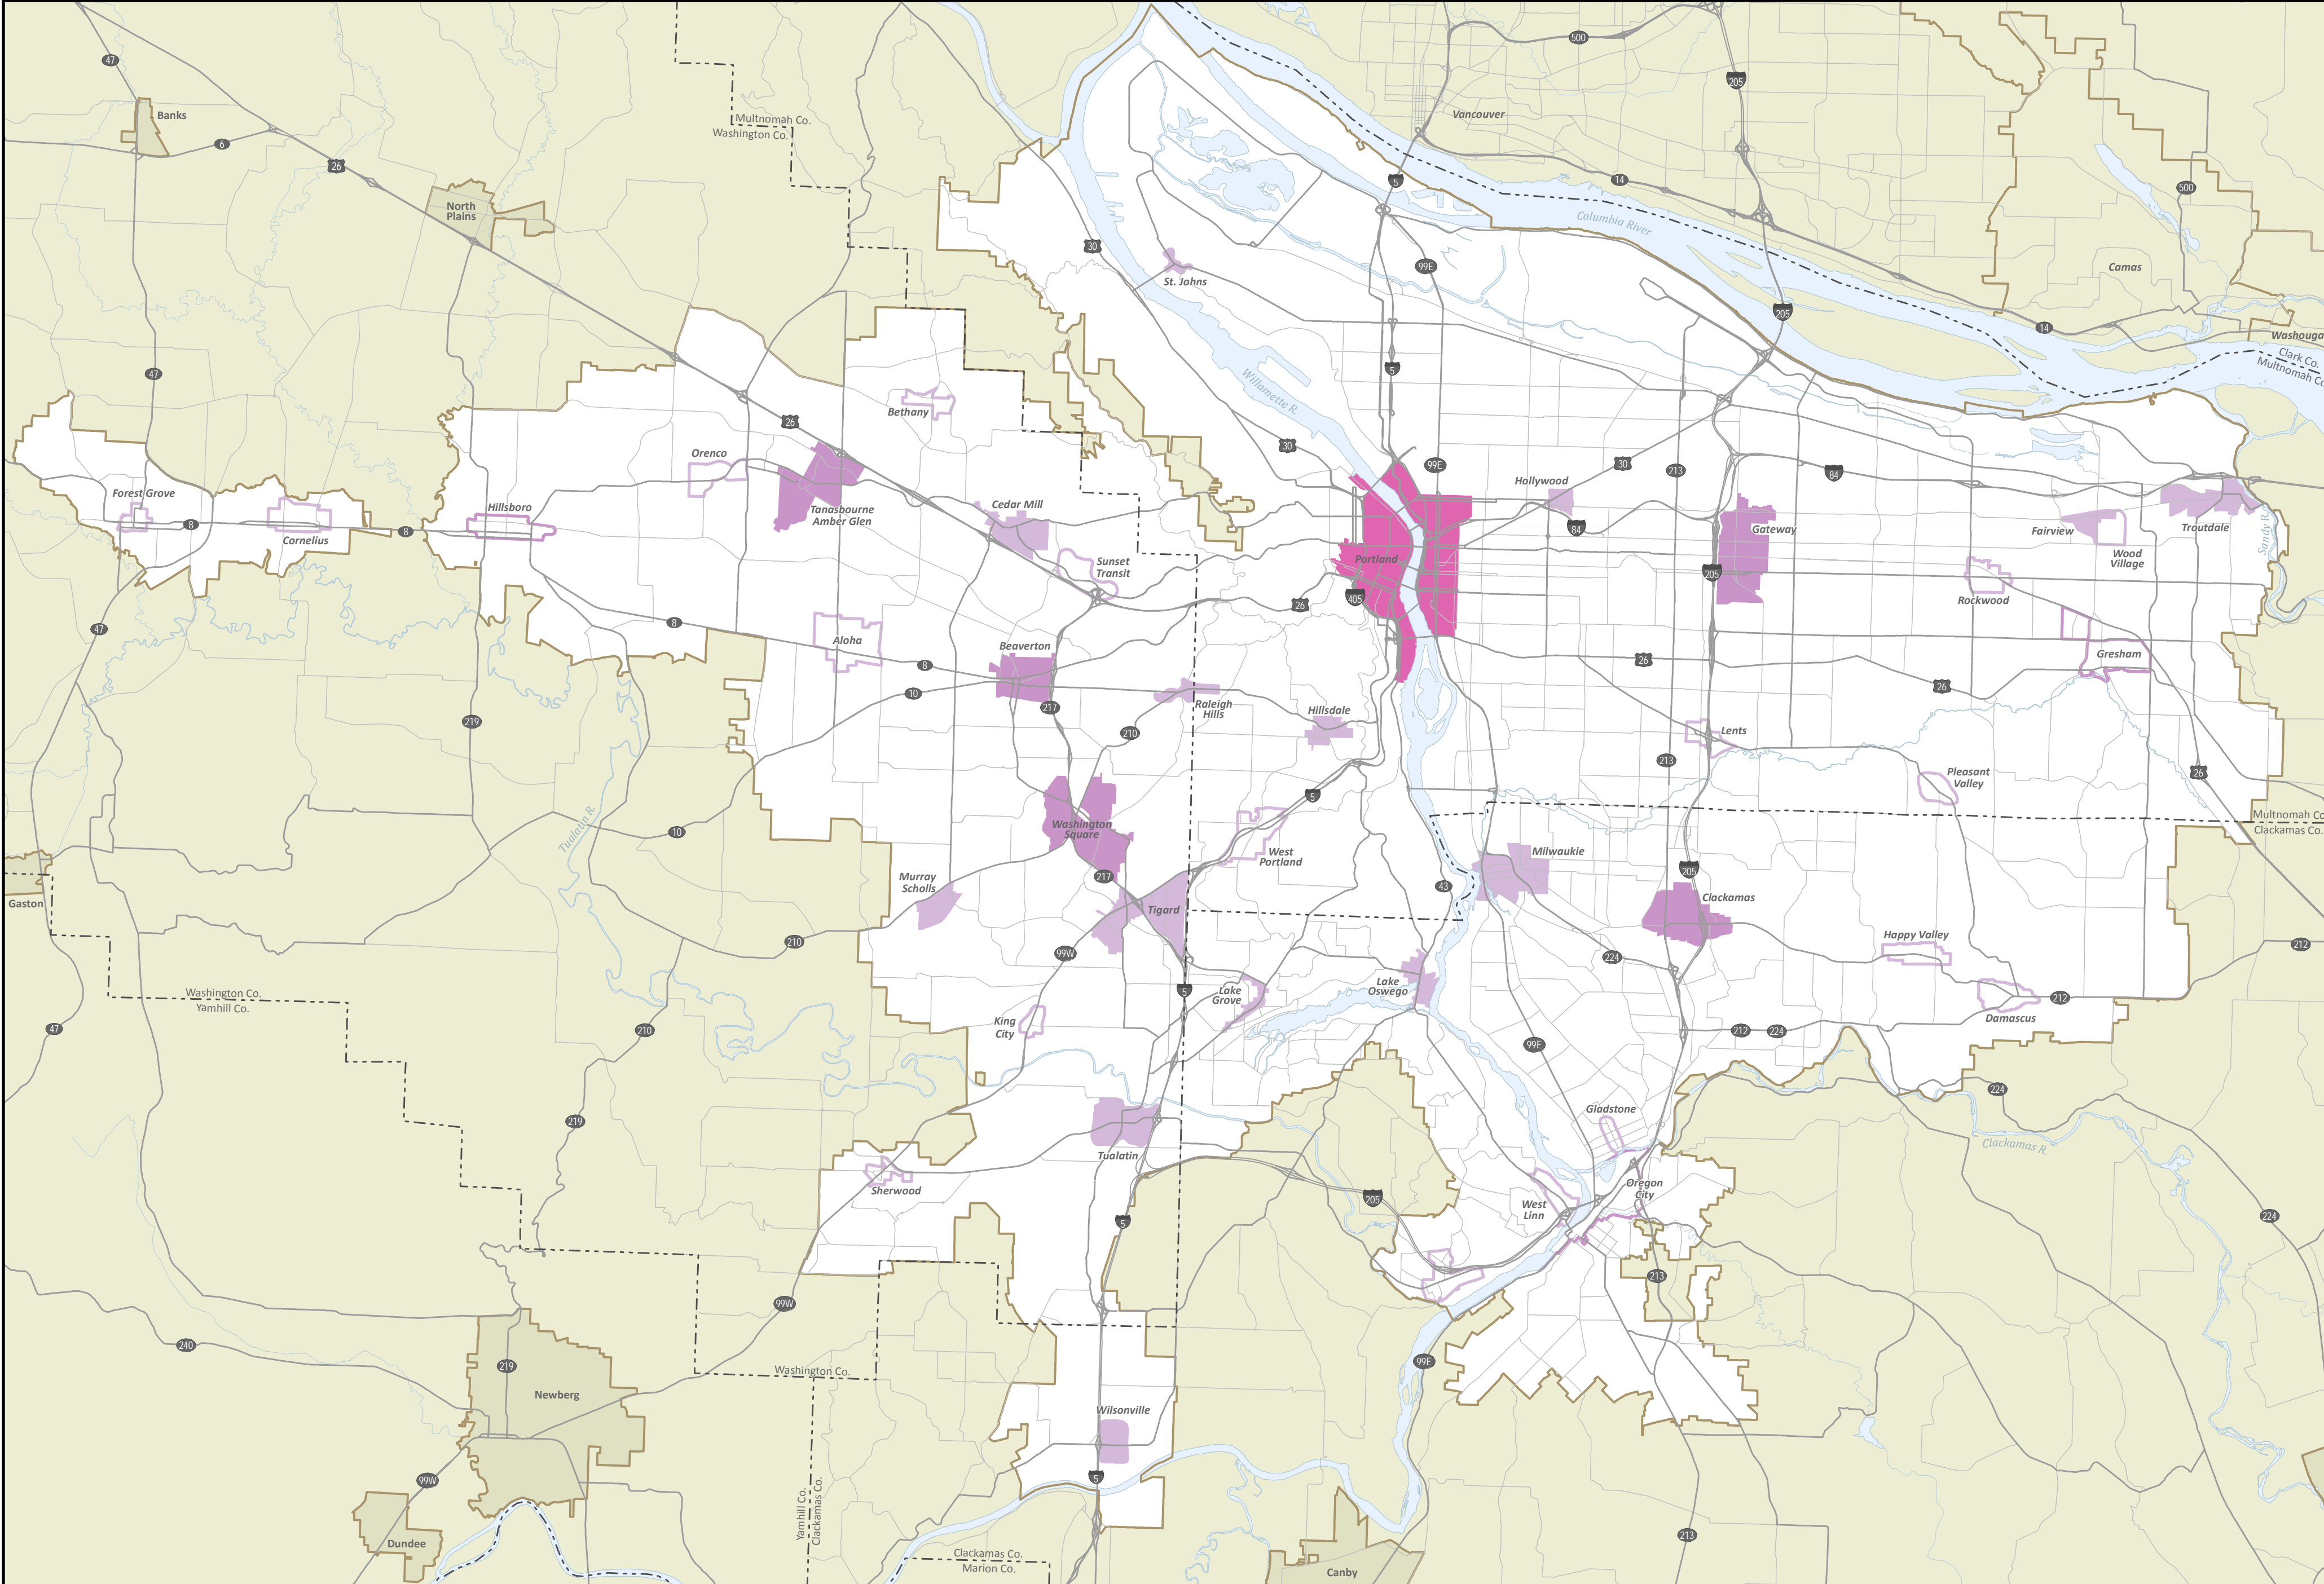 47
500
205
Banks
Vancouver
Multnomah Co.
Washington Co.
6
26
5
14
500
North
Plains
Columbia River
30
99E
Camas
St. Johns
205
14
Washouga
Clark Co.
Multnomah Co
47
5
Willamette R.
Bethany
26
30
Orenco
99E
30
213
84
Hollywood
Forest Grove
Cedar Mill
Hillsboro
Tanasbourne
Amber Glen
8
8
Cornelius
84
Gateway
Fairview
Troutdale
Sandy R.
Portland
Wood
Village
Sunset
Transit
205
Rockwood
405
26
47
8
Aloha
Beaverton
8
10
26
Gresham
26
217
Raleigh
Hills
Hillsdale
219
210
Lents
213
Pleasant
Valley
26
5
Tualatin R.
10
Washington
Square
Multnomah Co
Clackamas Co.
West
Portland
Milwaukie
217
Murray
Scholls
43
205
Gaston
Tigard
Clackamas
210
99W
Happy Valley
212
224
Washington Co.
Yamhill Co.
5
Lake
Grove
Lake
Oswego
212
Damascus
King
City
47
210
212
224
99E
224
219
Gladstone
Clackamas R.
Tualatin
Sherwood
Oregon
City
205
West
Linn
5
224
213
99W
240
219
Washington Co.
99E
Newberg
Wilsonville
99W
5
Yamhill Co.
Clackamas Co.
213
Dundee
Clackamas Co.
Marion Co.
Canby